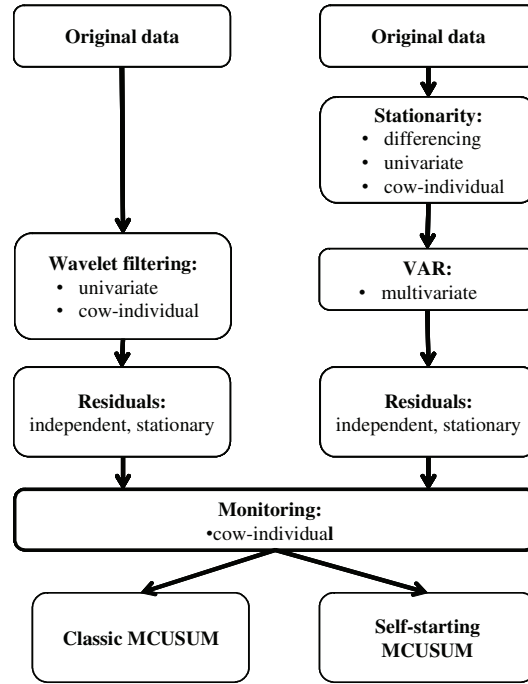 Original data
Original data
Stationarity:
• differencing
• univariate
• cow-individual
Wavelet filtering:
• univariate
• cow-individual
VAR:
• multivariate
Residuals:
independent, stationary
Residuals:
independent, stationary
Monitoring:
•cow-individual
Classic MCUSUM
Self-starting
MCUSUM